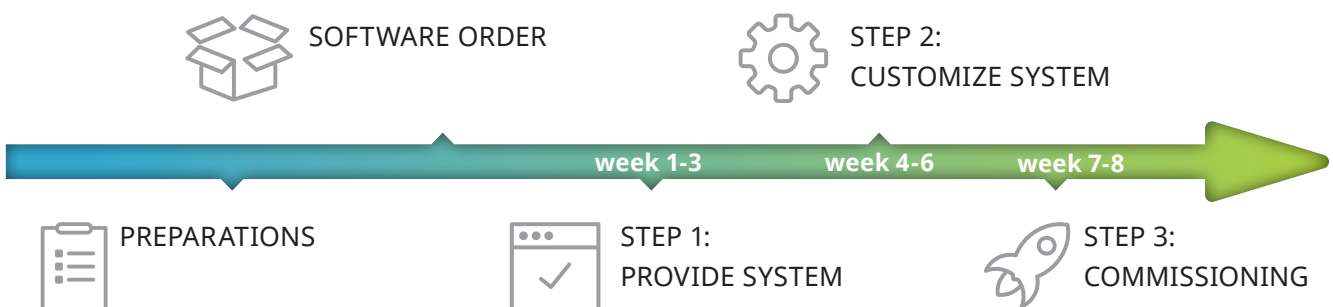 SOFTWARE ORDER
STEP 2:
CUSTOMIZE SYSTEM
week 1-3
week 4-6
week 7-8
PREPARATIONS
STEP 1:
PROVIDE SYSTEM
STEP 3:
COMMISSIONING